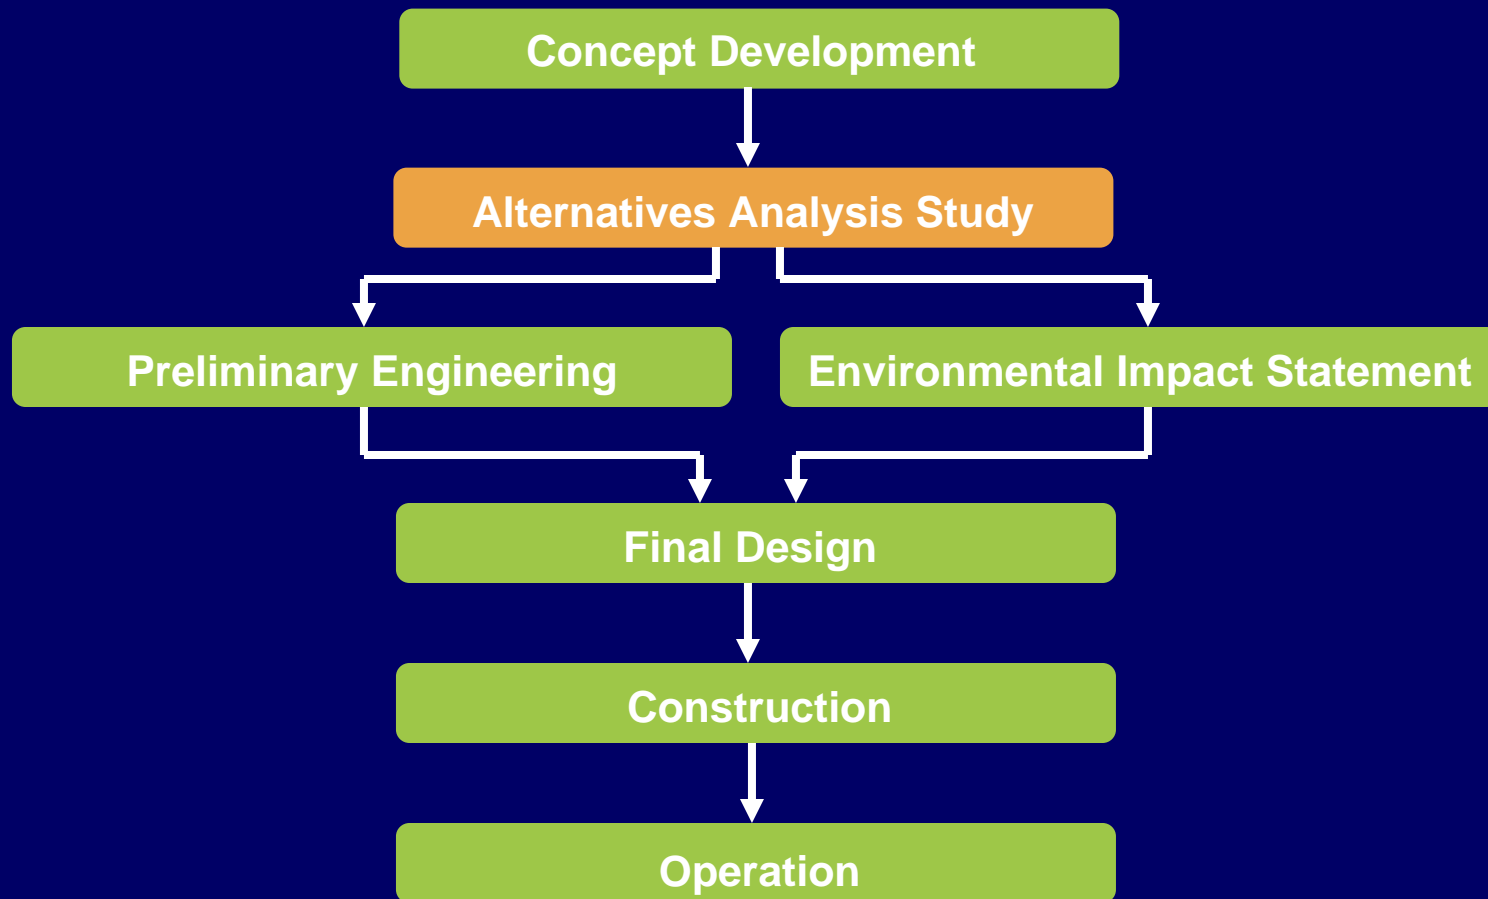 Concept Development
Alternatives Analysis Study
Preliminary Engineering
Environmental Impact Statement
Final Design
Construction
Operation